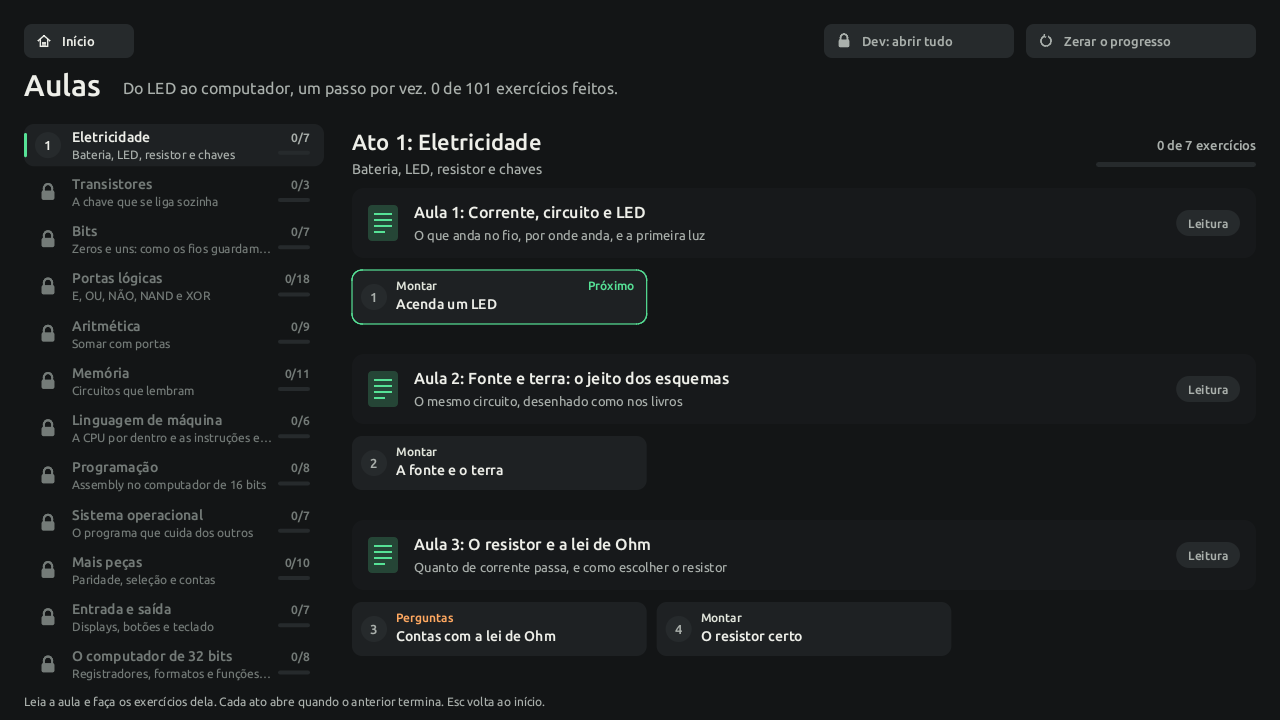 Início
Dev: abrir tudo
Zerar o progresso
Aulas
Do LED ao computador, um passo por vez. 0 de 101 exercícios feitos.
1
Eletricidade
0/7
Bateria, LED, resistor e chaves
Transistores
0/3
A chave que se liga sozinha
Bits
0/7
Zeros e uns: como os fios guardam…
Portas lógicas
0/18
E, OU, NÃO, NAND e XOR
Aritmética
0/9
Somar com portas
Memória
0/11
Circuitos que lembram
Linguagem de máquina
0/6
A CPU por dentro e as instruções e…
Programação
0/8
Assembly no computador de 16 bits
Sistema operacional
0/7
O programa que cuida dos outros
Mais peças
0/10
Paridade, seleção e contas
Entrada e saída
0/7
Displays, botões e teclado
O computador de 32 bits
0/8
Registradores, formatos e funções…
Ato 1: Eletricidade
0 de 7 exercícios
Bateria, LED, resistor e chaves
Aula 1: Corrente, circuito e LED
O que anda no fio, por onde anda, e a primeira luz
Leitura
1
Montar
Próximo
Acenda um LED
Aula 2: Fonte e terra: o jeito dos esquemas
O mesmo circuito, desenhado como nos livros
Leitura
2
Montar
A fonte e o terra
Aula 3: O resistor e a lei de Ohm
Quanto de corrente passa, e como escolher o resistor
Leitura
3
Perguntas
Contas com a lei de Ohm
4
Montar
O resistor certo
Leia a aula e faça os exercícios dela. Cada ato abre quando o anterior termina. Esc volta ao início.